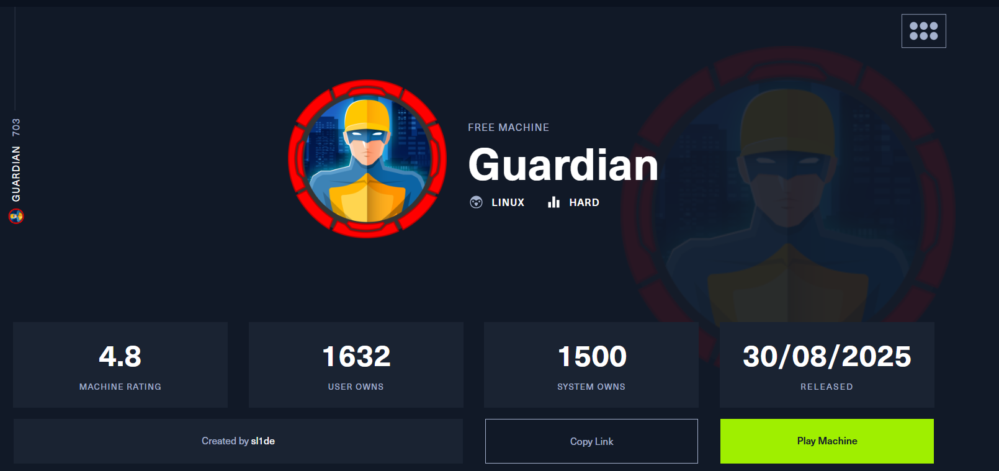 GUARDIAN 703
FREE MACHINE
Guardian
LINUX HARD
4.8
MACHINE RATING
1632
USER OWNS
1500
SYSTEM OWNS
30/08/2025
RELEASED
Created by sl1de
Copy Link
Play Machine